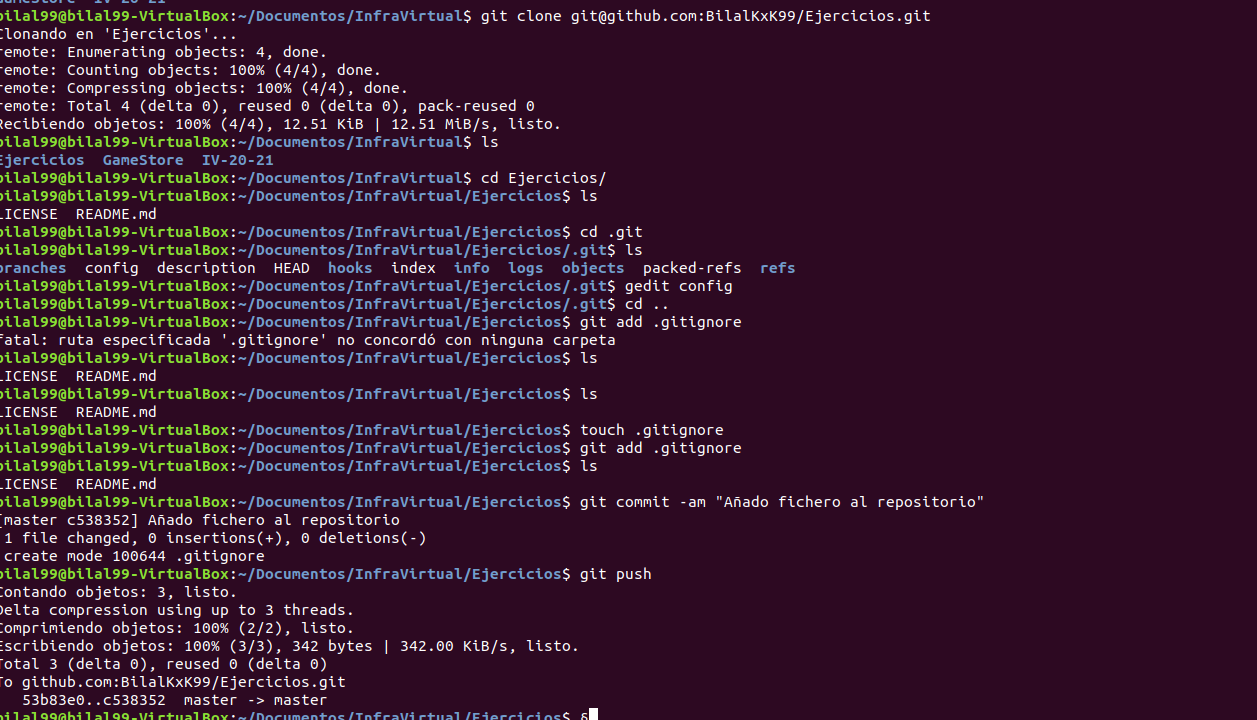 GameStore IV-20-21
bilal99@bilal99-VirtualBox:~/Documentos/InfraVirtual$ git clone git@github.com:BilalKxK99/Ejercicios.git
Clonando en 'Ejercicios'...
remote: Enumerating objects: 4, done.
remote: Counting objects: 100% (4/4), done.
remote: Compressing objects: 100% (4/4), done.
remote: Total 4 (delta 0), reused 0 (delta 0), pack-reused 0
Recibiendo objetos: 100% (4/4), 12.51 KiB | 12.51 MiB/s, listo.
bilal99@bilal99-VirtualBox:~/Documentos/InfraVirtual$ ls
Ejercicios  GameStore  IV-20-21
bilal99@bilal99-VirtualBox:~/Documentos/InfraVirtual$ cd Ejercicios/
bilal99@bilal99-VirtualBox:~/Documentos/InfraVirtual/Ejercicios$ ls
LICENSE  README.md
bilal99@bilal99-VirtualBox:~/Documentos/InfraVirtual/Ejercicios$ cd .git
bilal99@bilal99-VirtualBox:~/Documentos/InfraVirtual/Ejercicios/.git$ ls
branches  config  description  HEAD  hooks  index  info  logs  objects  packed-refs  refs
bilal99@bilal99-VirtualBox:~/Documentos/InfraVirtual/Ejercicios/.git$ gedit config
bilal99@bilal99-VirtualBox:~/Documentos/InfraVirtual/Ejercicios/.git$ cd ..
bilal99@bilal99-VirtualBox:~/Documentos/InfraVirtual/Ejercicios$ git add .gitignore
fatal: ruta especificada '.gitignore' no concordó con ninguna carpeta
bilal99@bilal99-VirtualBox:~/Documentos/InfraVirtual/Ejercicios$ ls
LICENSE  README.md
bilal99@bilal99-VirtualBox:~/Documentos/InfraVirtual/Ejercicios$ ls
LICENSE  README.md
bilal99@bilal99-VirtualBox:~/Documentos/InfraVirtual/Ejercicios$ touch .gitignore
bilal99@bilal99-VirtualBox:~/Documentos/InfraVirtual/Ejercicios$ git add .gitignore
bilal99@bilal99-VirtualBox:~/Documentos/InfraVirtual/Ejercicios$ ls
LICENSE  README.md
bilal99@bilal99-VirtualBox:~/Documentos/InfraVirtual/Ejercicios$ git commit -am "Añado fichero al repositorio"
[master c538352] Añado fichero al repositorio
 1 file changed, 0 insertions(+), 0 deletions(-)
 create mode 100644 .gitignore
bilal99@bilal99-VirtualBox:~/Documentos/InfraVirtual/Ejercicios$ git push
Contando objetos: 3, listo.
Delta compression using up to 3 threads.
Comprimiendo objetos: 100% (2/2), listo.
Escribiendo objetos: 100% (3/3), 342 bytes | 342.00 KiB/s, listo.
Total 3 (delta 0), reused 0 (delta 0)
To github.com:BilalKxK99/Ejercicios.git
   53b83e0..c538352  master -> master
bilal99@bilal99-VirtualBox:~/Documentos/InfraVirtual/Ejercicios$